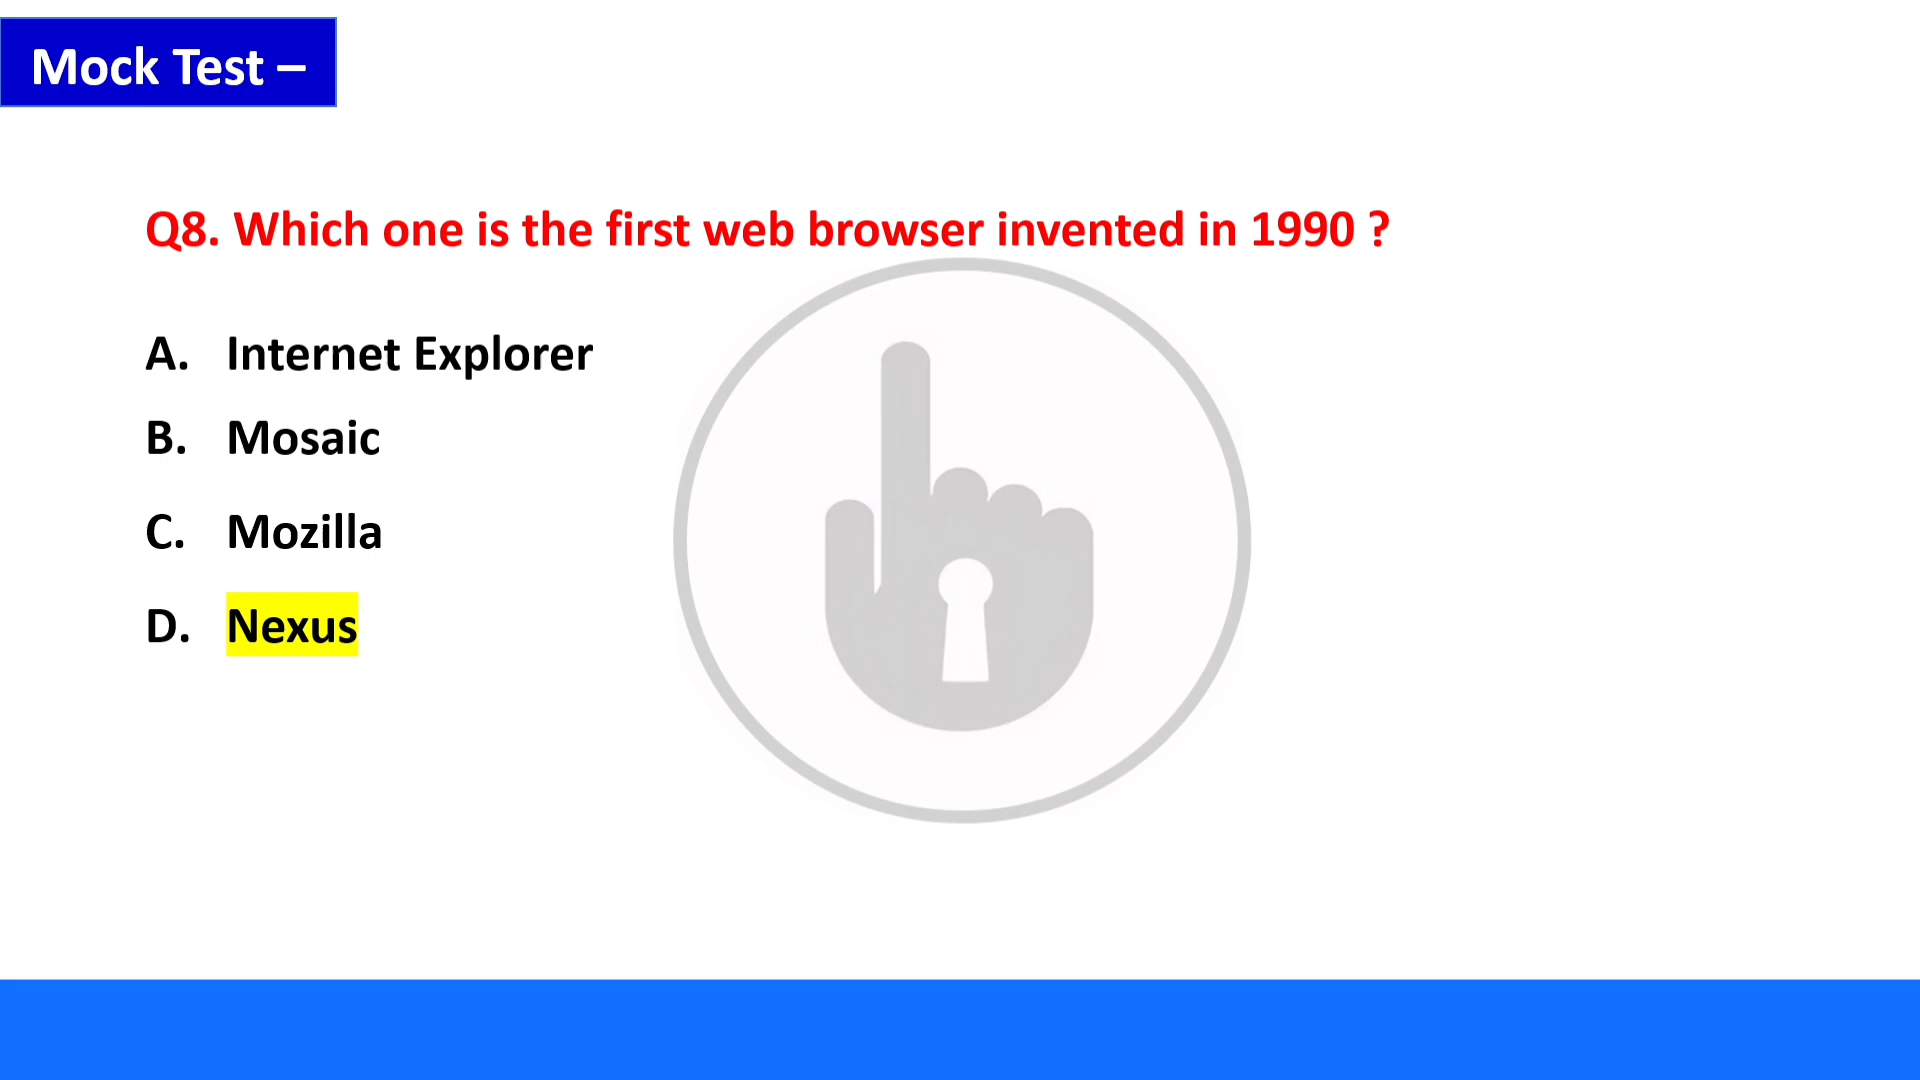 Mock Test –
Q8. Which one is the first web browser invented in 1990 ?
A. Internet Explorer
B. Mosaic
C. Mozilla
D. Nexus